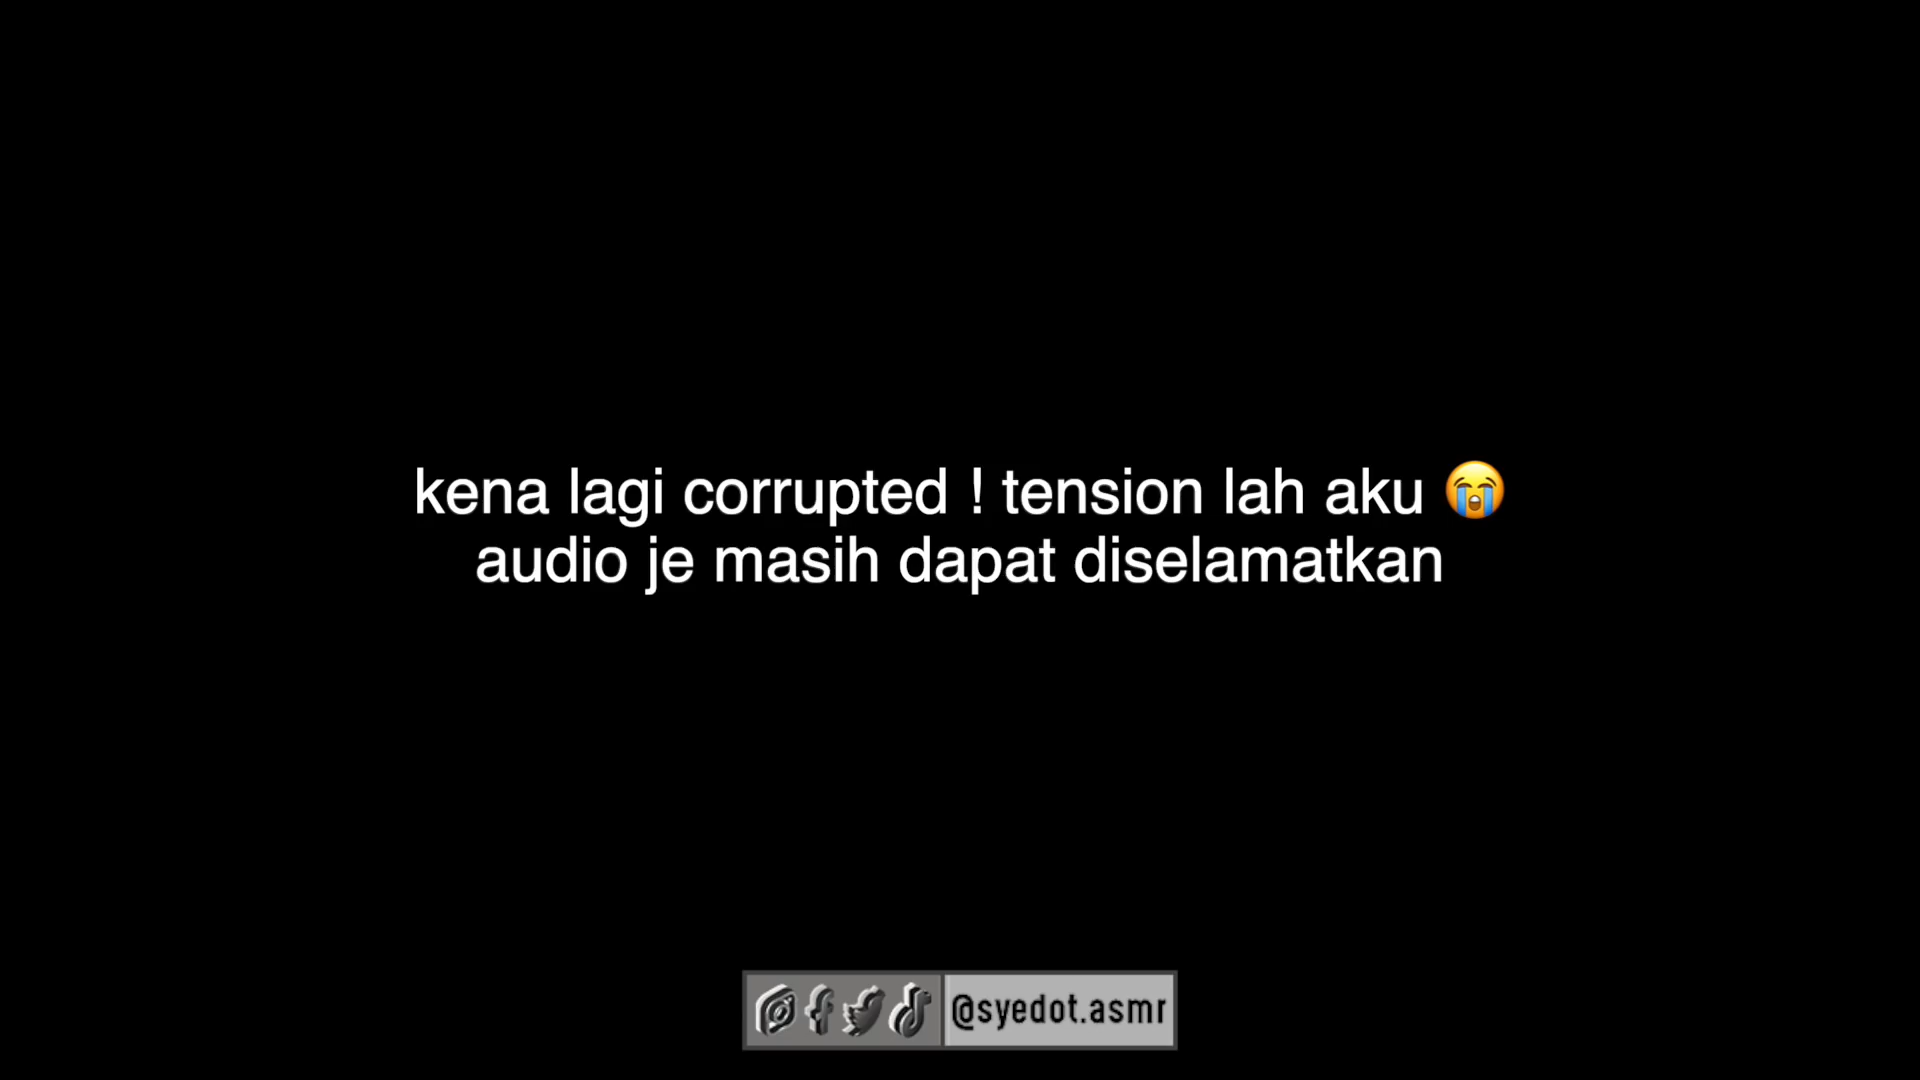 kena lagi corrupted ! tension lah aku 😭
audio je masih dapat diselamatkan
@syedot.asmr